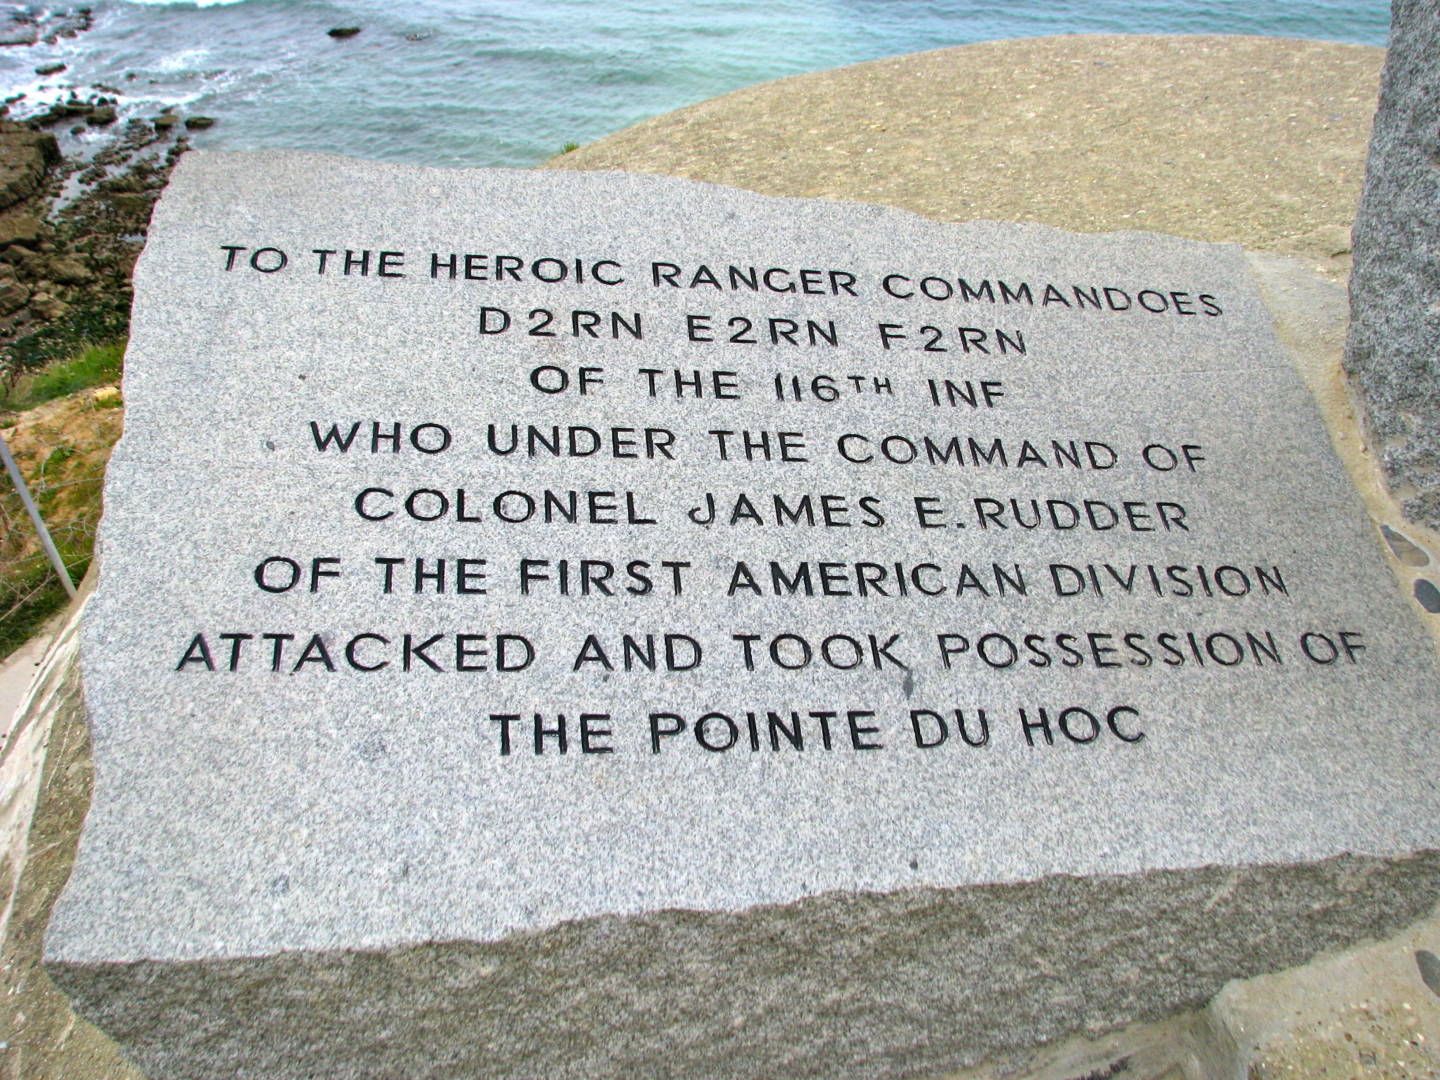 TO THE HEROIC RANGER COMMANDOES
D2RN E2RN F2RN
OF THE 116TH INF
WHO UNDER THE COMMAND OF
COLONEL JAMES E. RUDDER
OF THE FIRST AMERICAN DIVISION
ATTACKED AND TOOK POSSESSION OF
THE POINTE DU HOC